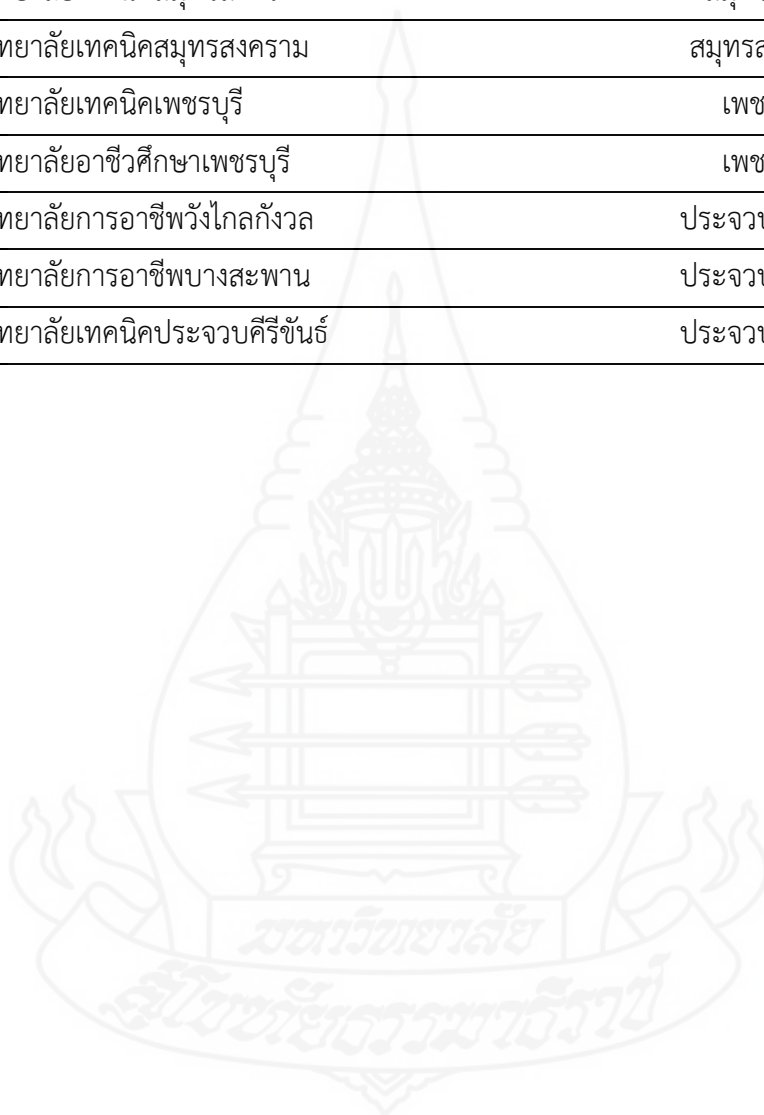 ทยาลัยเทคนิคสมุทรสงคราม สมุทรส
ทยาลัยเทคนิคเพชรบุรี เพช
ทยาลัยอาชีวศึกษาเพชรบุรี เพช
ทยาลัยการอาชีพวังไกลกังวล ประจวบ
ทยาลัยการอาชีพบางสะพาน ประจวบ
ทยาลัยเทคนิคประจวบคีรีขันธ์ ประจวบ
มหาวิทยาลัย
สุโขทัยธรรมาธิราช